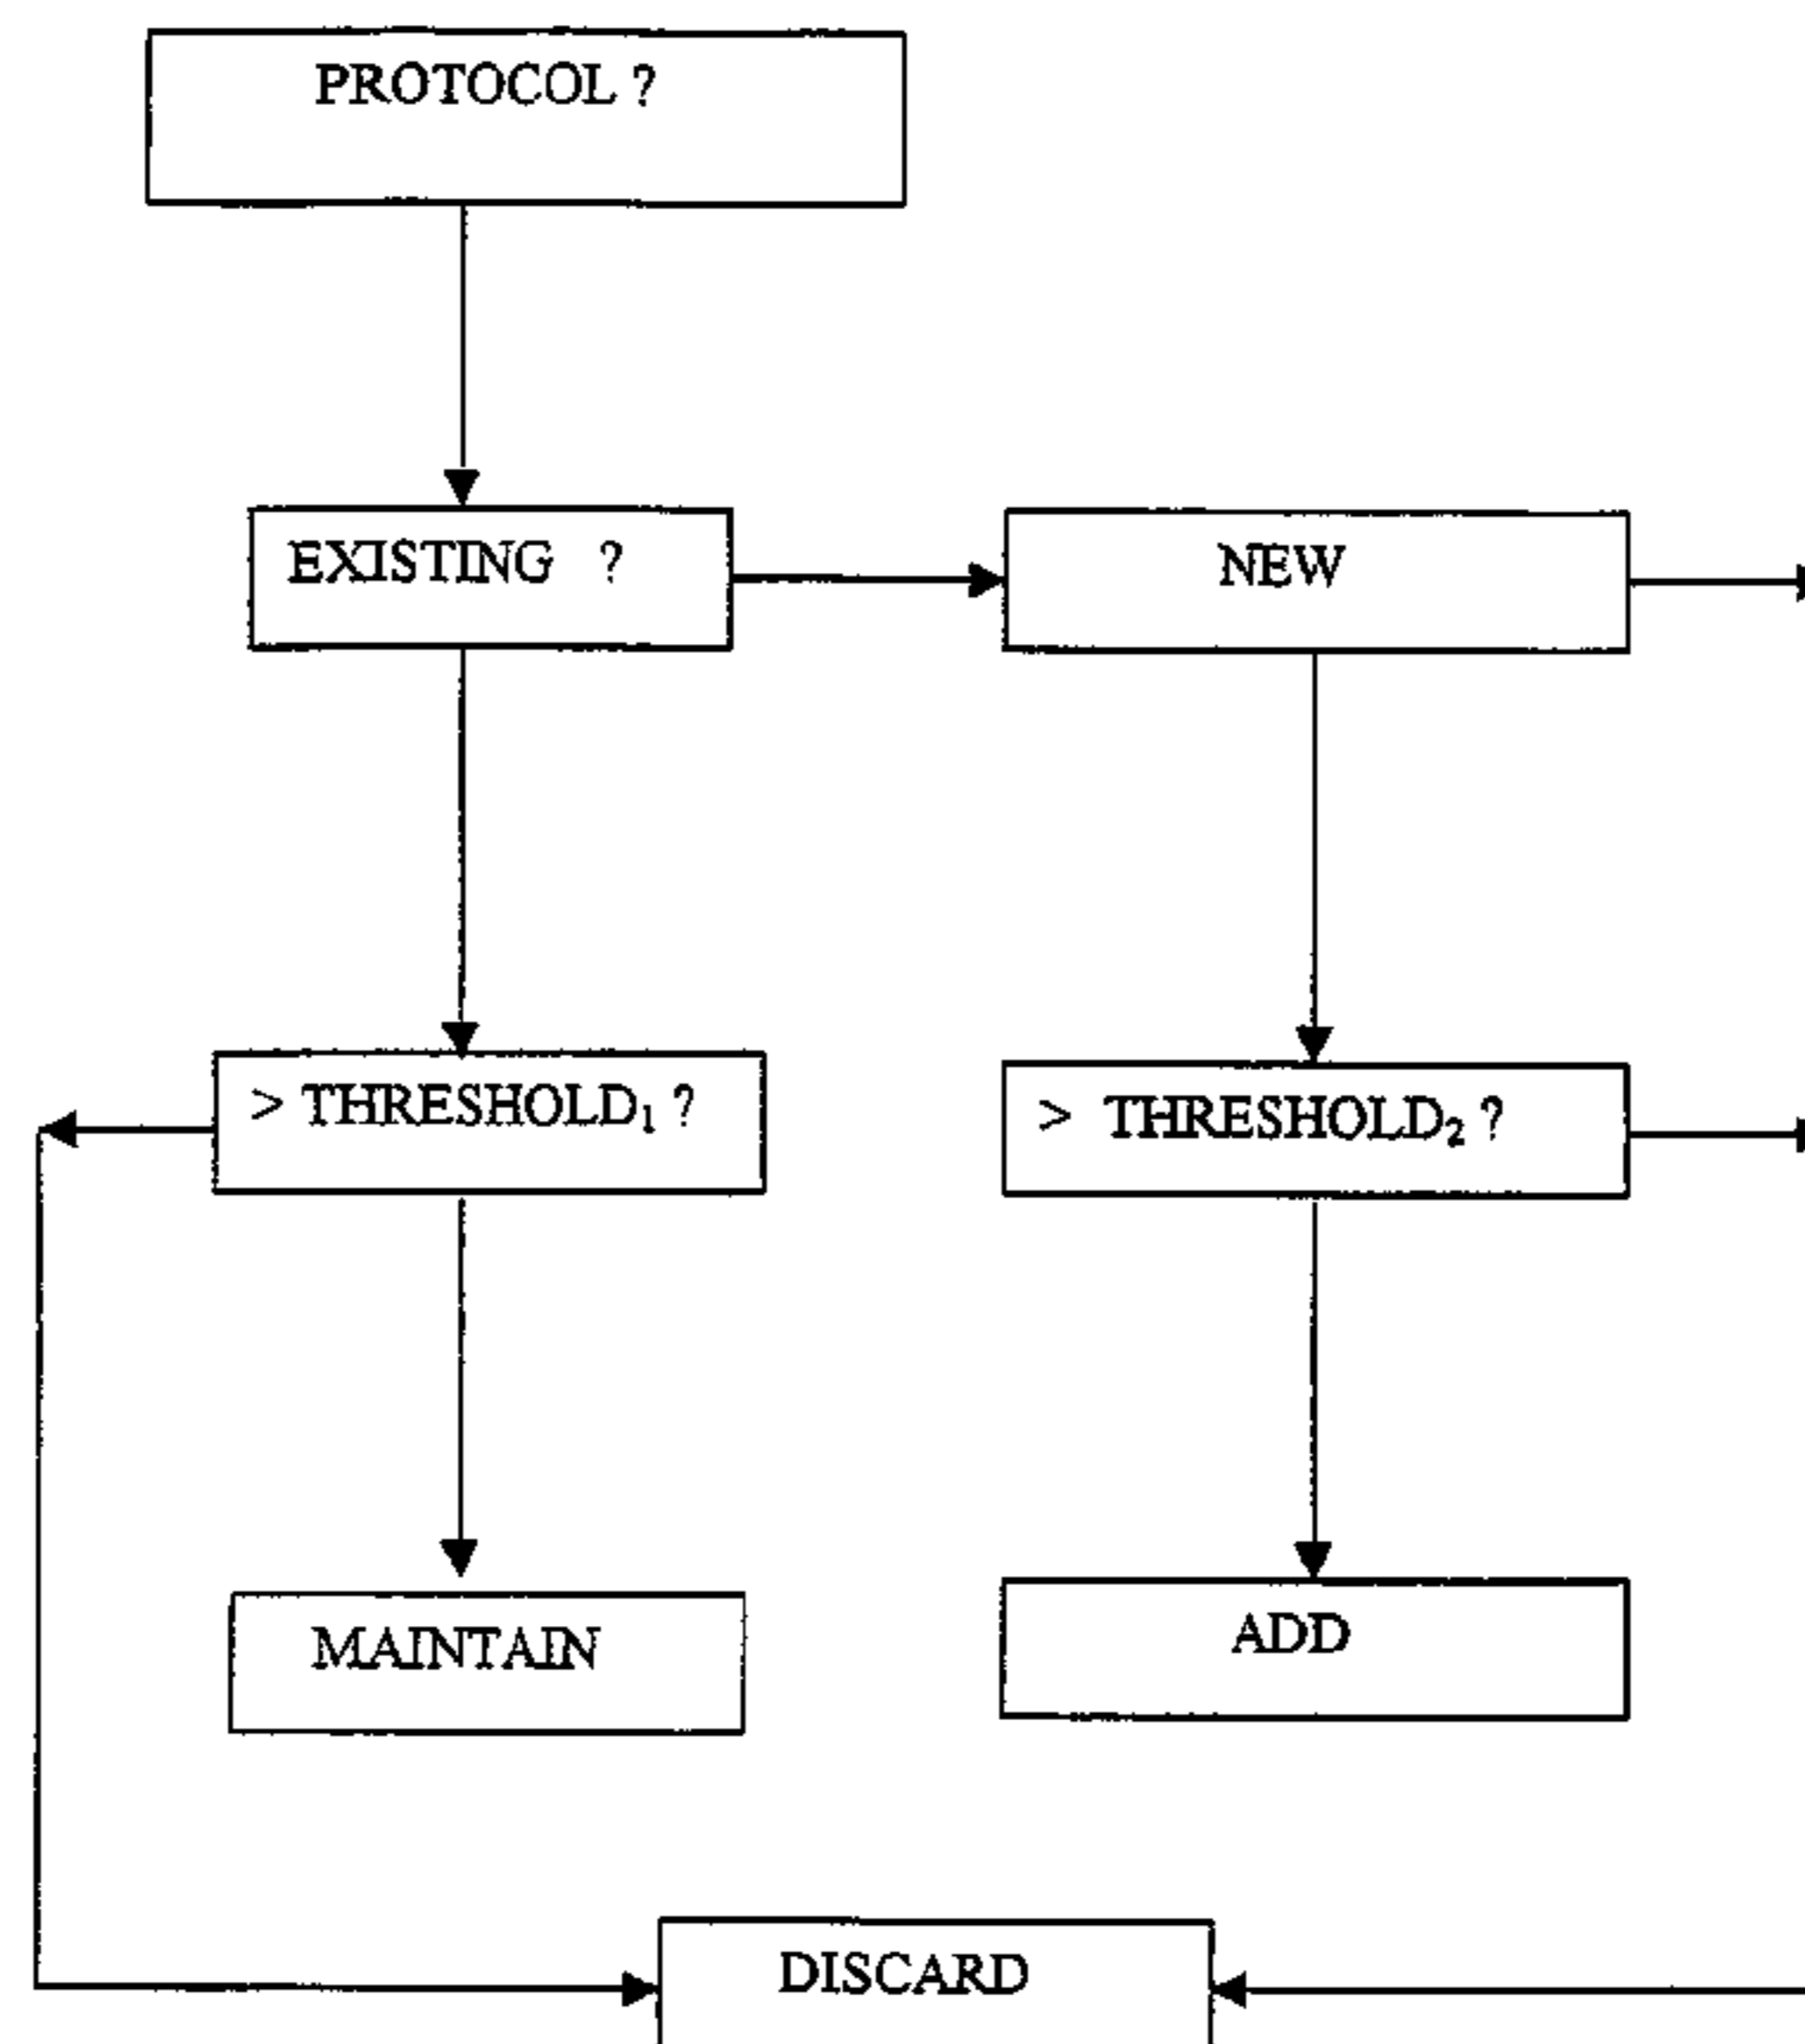 PROTOCOL ?
EXISTING ?
NEW
> THRESHOLD₁ ?
> THRESHOLD₂ ?
MAINTAIN
ADD
DISCARD